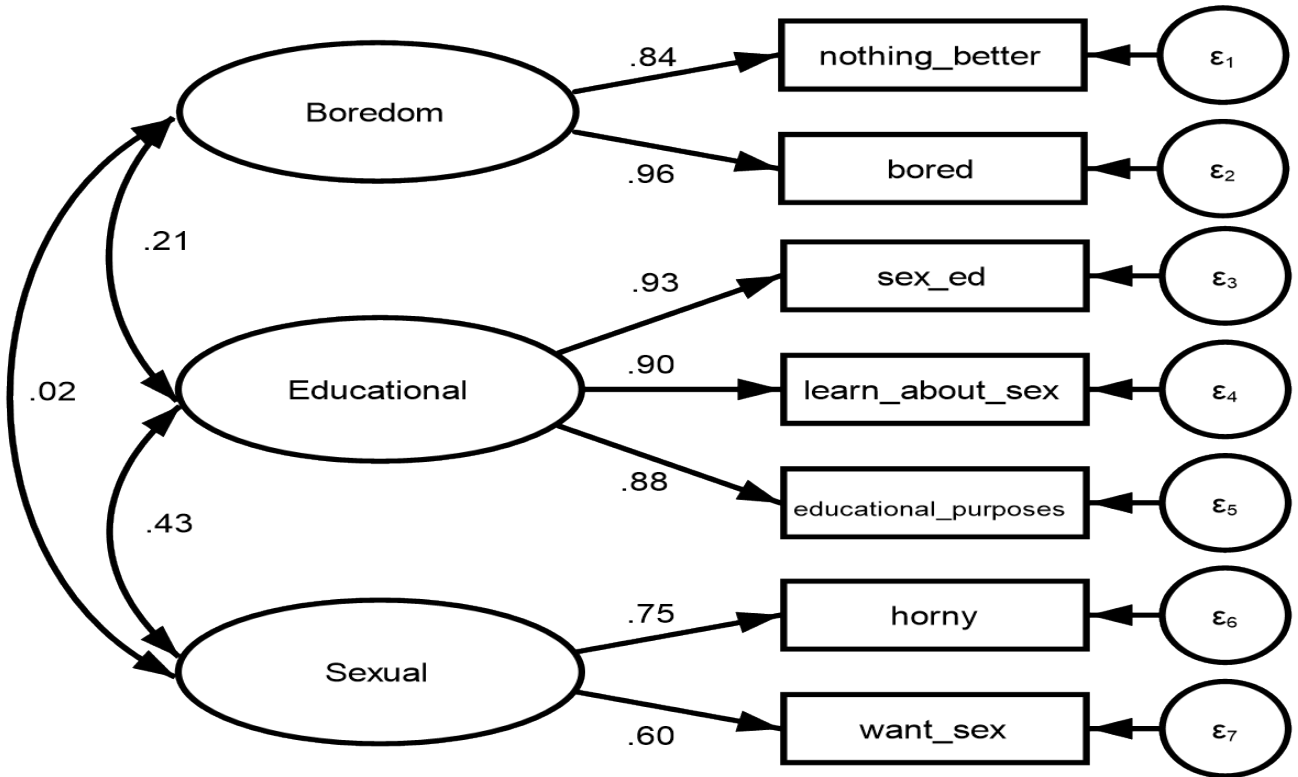 .84
nothing_better
ε₁
Boredom
.96
bored
ε₂
.21
.93
sex_ed
ε₃
.90
Educational
learn_about_sex
ε₄
.02
.88
educational_purposes
ε₅
.43
.75
horny
ε₆
Sexual
.60
want_sex
ε₇